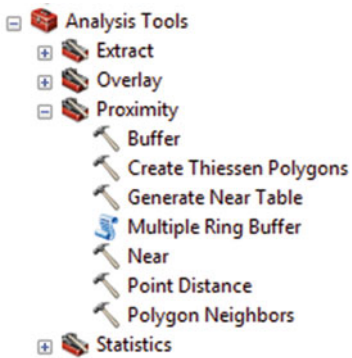 Analysis Tools
Extract
Overlay
Proximity
Buffer
Create Thiessen Polygons
Generate Near Table
Multiple Ring Buffer
Near
Point Distance
Polygon Neighbors
Statistics